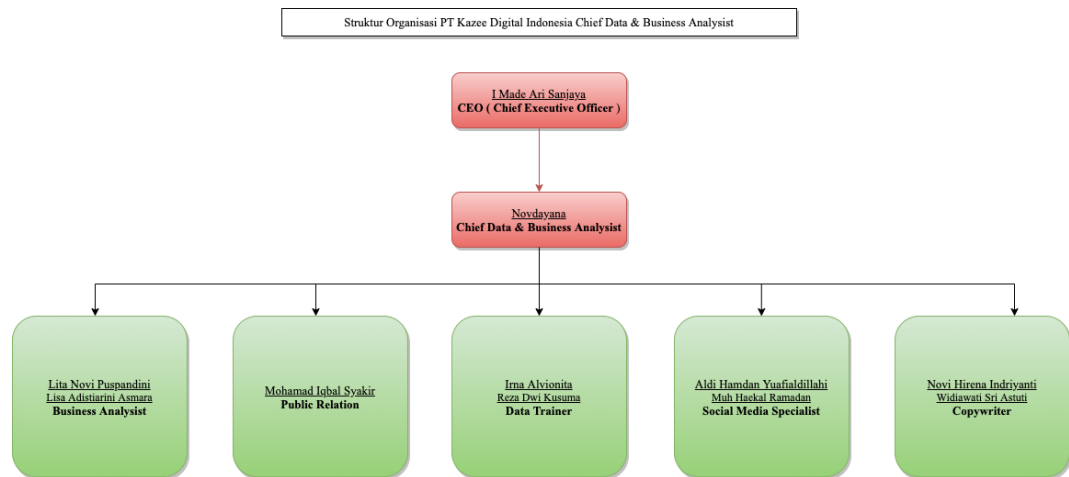 Struktur Organisasi PT Kazee Digital Indonesia Chief Data & Business Analysist
I Made Ari Sanjaya
CEO ( Chief Executive Officer )
Novdayana
Chief Data & Business Analysist
Lita Novi Puspandini
Lisa Adistiarini Asmara
Business Analysist
Mohamad Iqbal Syakir
Public Relation
Irna Alvionita
Reza Dwi Kusuma
Data Trainer
Aldi Hamdan Yuafialdillahi
Muh Haekal Ramadan
Social Media Specialist
Novi Hirena Indriyanti
Widiawati Sri Astuti
Copywriter